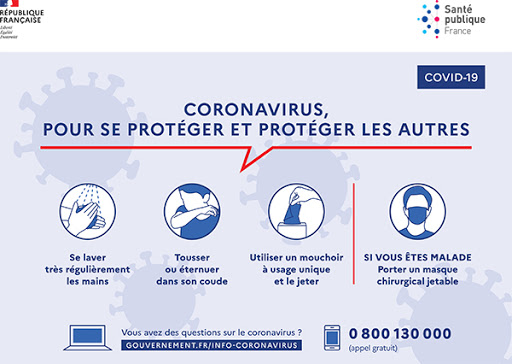 RÉPUBLIQUE
FRANÇAISE
Liberté
Égalité
Fraternité
Santé
publique
France
COVID-19
CORONAVIRUS,
POUR SE PROTÉGER ET PROTÉGER LES AUTRES
Se laver
très régulièrement
les mains
Tousser
ou éternuer
dans son coude
Utiliser un mouchoir
à usage unique
et le jeter
SI VOUS ÊTES MALADE
Porter un masque
chirurgical jetable
Vous avez des questions sur le coronavirus ?
GOUVERNEMENT.FR/INFO-CORONAVIRUS
0 800 130 000
(appel gratuit)